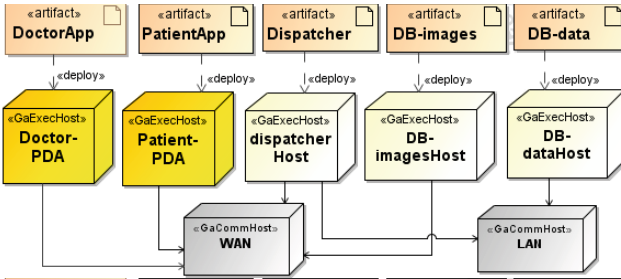 «artifact» «artifact» «artifact» «artifact» «artifact»
DoctorApp PatientApp Dispatcher DB-images DB-data
«deploy» «deploy» «deploy» «deploy» «deploy»
«GaExecHost»
Doctor-
PDA
«GaExecHost»
Patient-
PDA
«GaExecHost»
dispatcher
Host
«GaExecHost»
DB-
imagesHost
«GaExecHost»
DB-
dataHost
«GaCommHost»
WAN
«GaCommHost»
LAN